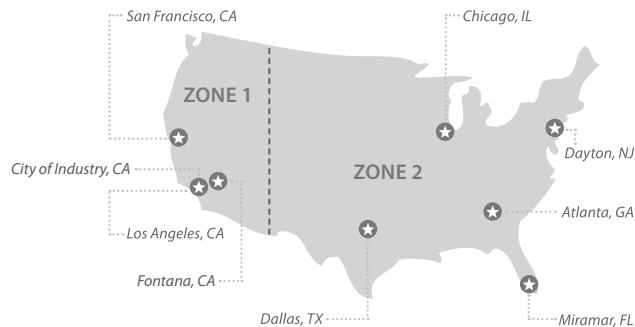 San Francisco, CA
Chicago, IL
ZONE 1
Dayton, NJ
City of Industry, CA
ZONE 2
Atlanta, GA
Los Angeles, CA
Fontana, CA
Dallas, TX
Miramar, FL